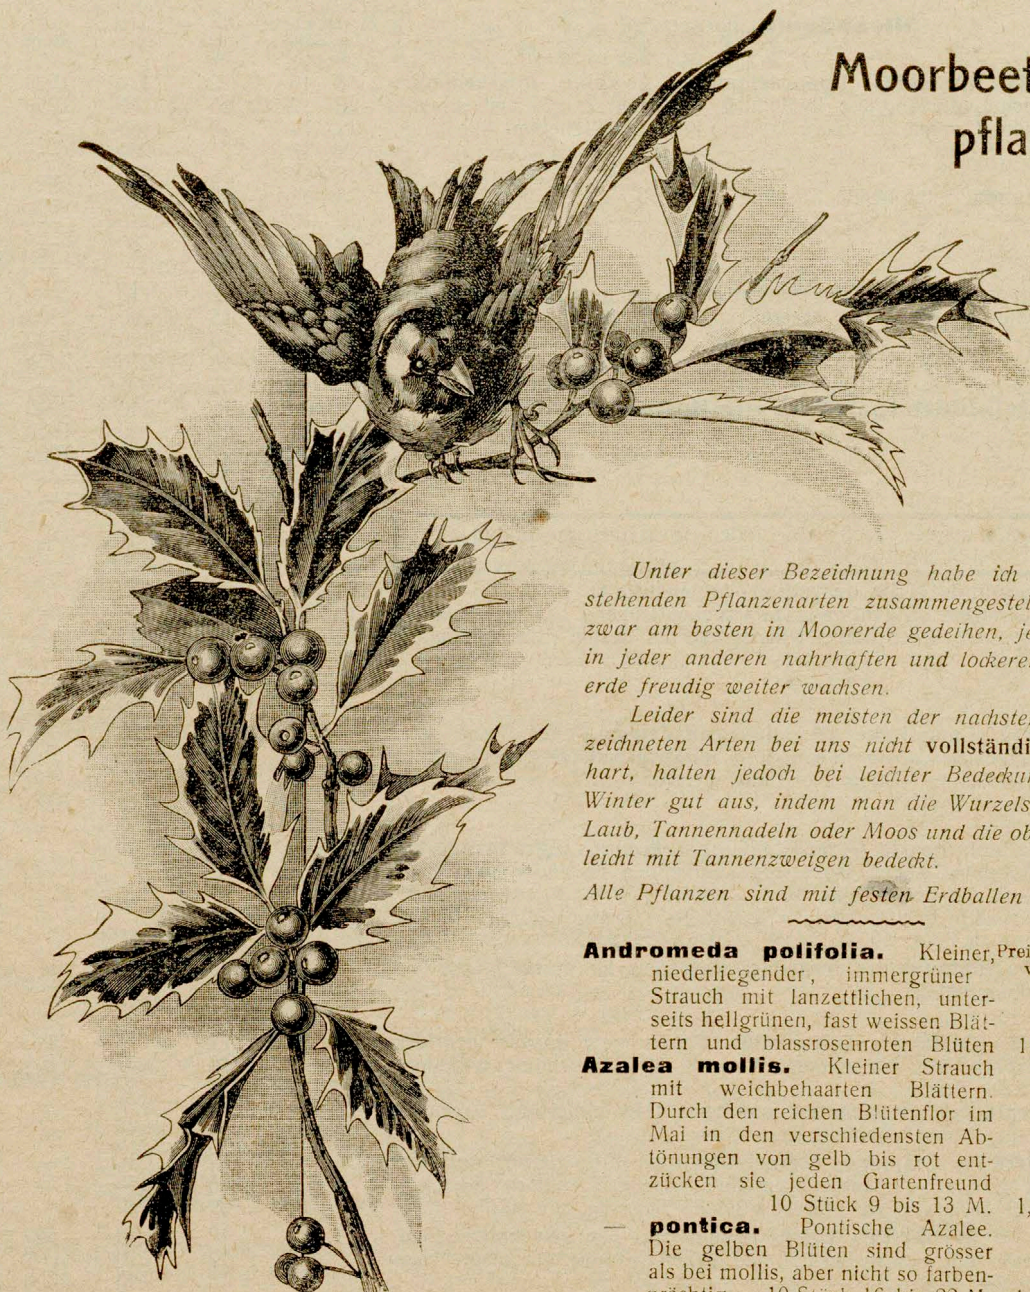 Moorbeet
pfla
Unter dieser Bezeichnung habe ich
stehenden Pflanzenarten zusammengestel
zwar am besten in Moorerde gedeihen, je
in jeder anderen nahrhaften und lockere
erde freudig weiter wachsen.
Leider sind die meisten der nachste
zeichneten Arten bei uns nicht vollständi
hart, halten jedoch bei leichter Bedecku
Winter gut aus, indem man die Wurzels
Laub, Tannennadeln oder Moos und die ob
leicht mit Tannenzweigen bedeckt.
Alle Pflanzen sind mit festen Erdballen
Andromeda polifolia. Kleiner, Prei
niederliegender, immergrüner
Strauch mit lanzettlichen, unter-
seits hellgrünen, fast weissen Blät-
tern und blassrosenroten Blüten 1
Azalea mollis. Kleiner Strauch
mit weichbehaarten Blättern.
Durch den reichen Blütenflor im
Mai in den verschiedensten Ab-
tönungen von gelb bis rot ent-
zücken sie jeden Gartenfreund
10 Stück 9 bis 13 M. 1,
— pontica. Pontische Azalee.
Die gelben Blüten sind grösser
als bei mollis, aber nicht so farben-